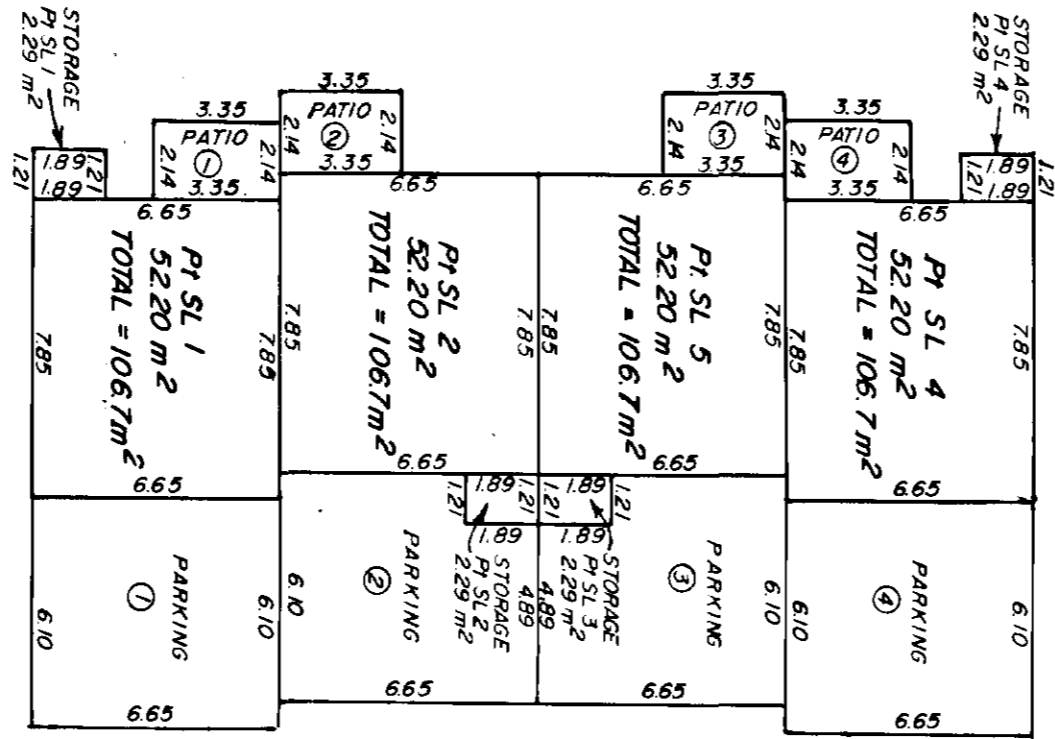 STORAGE
Pt SL 1
2.29 m2
1.21
1.89
1.21
1.89
3.35
PATIO
1
2.14
2.14
3.35
6.65
Pt SL 1
52.20 m2
TOTAL = 106.7m2
7.85
7.85
6.65
PARKING
1
6.10
6.10
6.65
3.35
PATIO
2
2.14
2.14
3.35
6.65
Pt SL 2
52.20 m2
TOTAL = 106.7m2
7.85
7.85
6.65
1.21
1.89
1.21
1.89
STORAGE
Pt SL 2
2.29 m2
PARKING
2
6.10
4.89
6.65
3.35
PATIO
3
2.14
2.14
3.35
6.65
Pt. SL 5
52.20 m2
TOTAL = 106.7m2
7.85
7.85
6.65
1.21
1.89
1.21
1.89
STORAGE
Pt SL 3
2.29 m2
PARKING
3
4.89
6.10
6.65
STORAGE
Pt SL 4
2.29 m2
1.21
1.89
1.21
1.89
3.35
PATIO
4
2.14
2.14
3.35
6.65
Pt SL 4
52.20 m2
TOTAL = 106.7 m2
7.85
7.85
6.65
PARKING
4
6.10
6.10
6.65